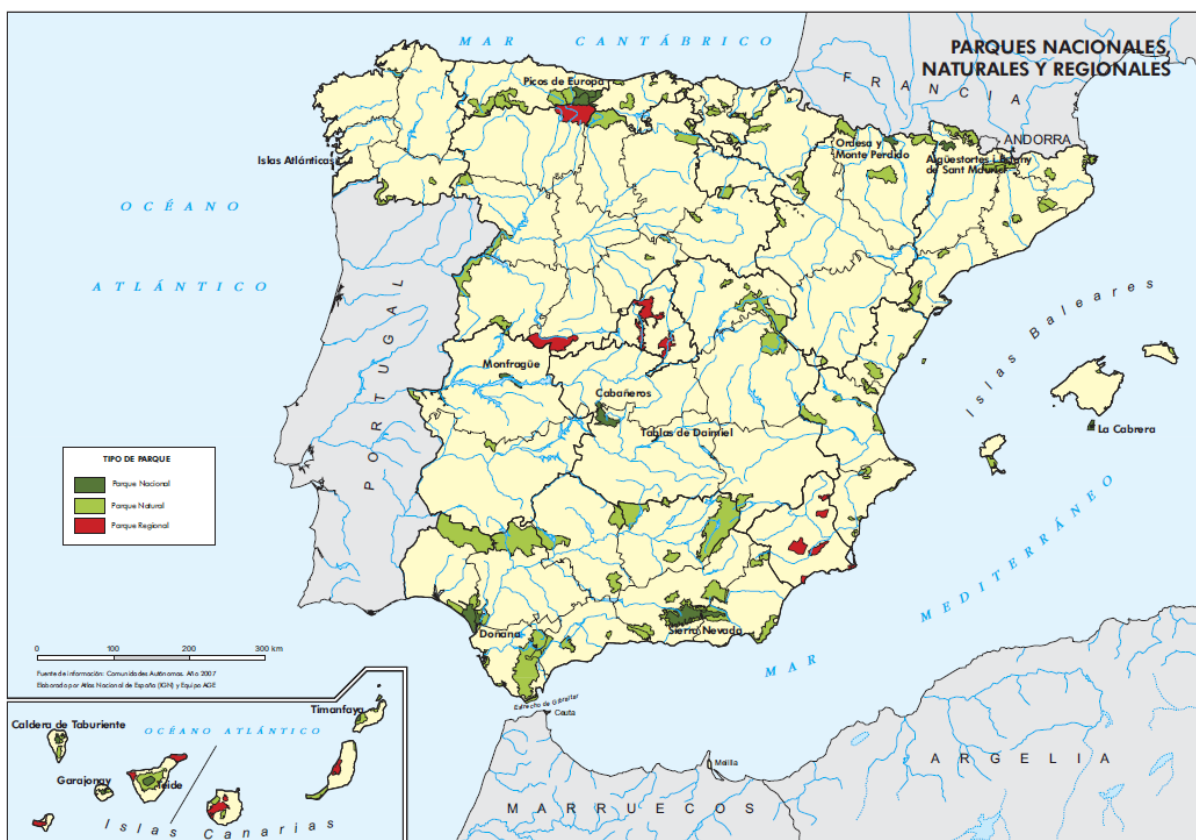 MAR CANTÁBRICO
PARQUES NACIONALES,
NATURALES Y REGIONALES
FRANCIA
Picos de Europa
ANDORRA
Ordesa y
Monte Perdido
Aigüestortes i Estany
de Sant Maurici
Islas Atlánticas
OCÉANO
ATLÁNTICO
PORTUGAL
Islas Baleares
Monfragüe
Cabañeros
Tablas de Daimiel
La Cabrera
TIPO DE PARQUE
Parque Nacional
Parque Natural
Parque Regional
MAR MEDITERRÁNEO
Doñana
Sierra Nevada
0 100 200 300 km
Fuente de información: Comunidades Autónomas. Año 2007
Elaborado por Atlas Nacional de España (IGN) y Equipo AGE
Estrecho de Gibraltar
Ceuta
Timanfaya
Caldera de Taburiente
OCÉANO ATLÁNTICO
Garajonay
Teide
Islas Canarias
Melilla
MARRUECOS
ARGELIA